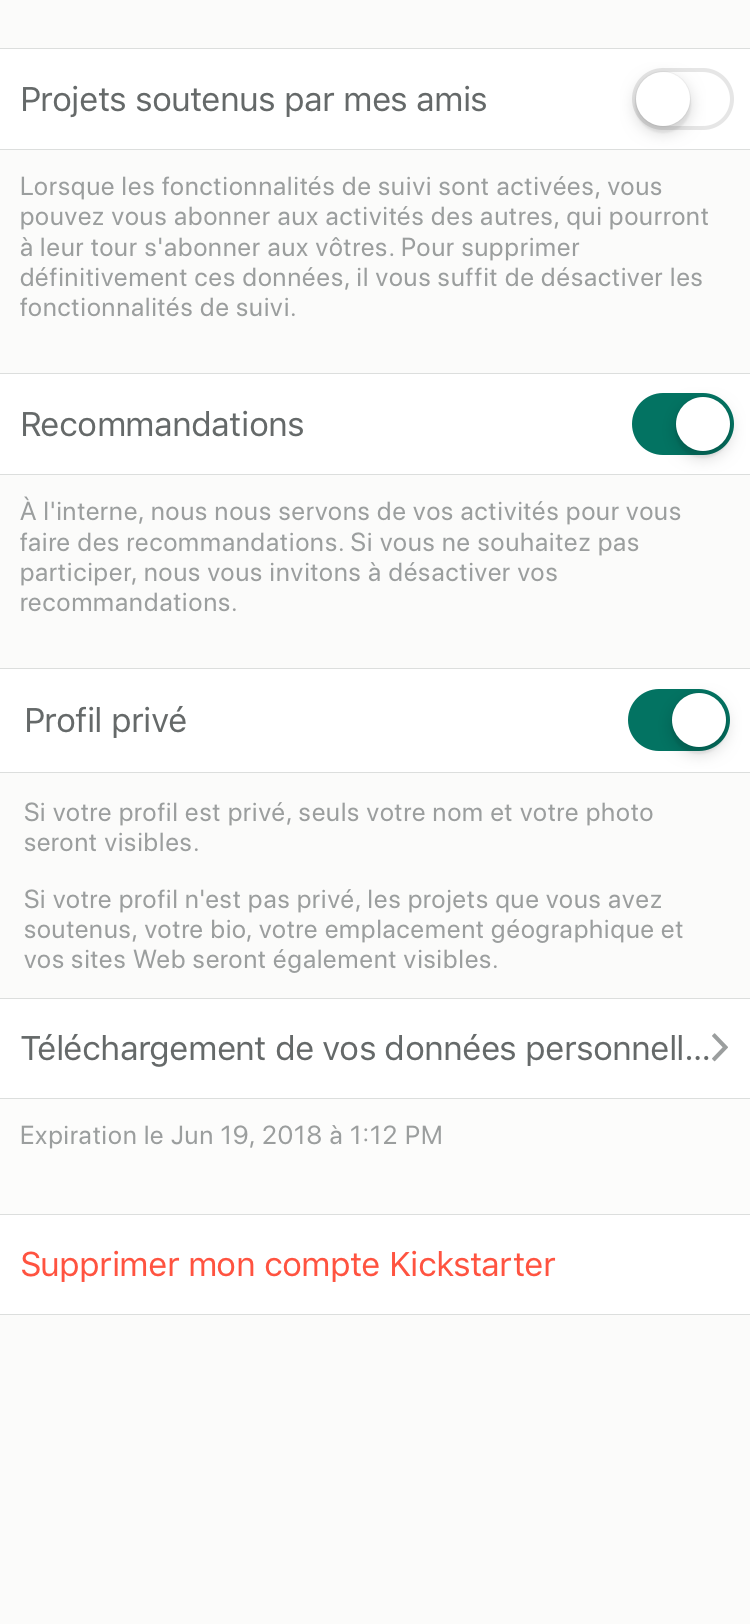 Projets soutenus par mes amis
Lorsque les fonctionnalités de suivi sont activées, vous
pouvez vous abonner aux activités des autres, qui pourront
à leur tour s'abonner aux vôtres. Pour supprimer
définitivement ces données, il vous suffit de désactiver les
fonctionnalités de suivi.
Recommandations
À l'interne, nous nous servons de vos activités pour vous
faire des recommandations. Si vous ne souhaitez pas
participer, nous vous invitons à désactiver vos
recommandations.
Profil privé
Si votre profil est privé, seuls votre nom et votre photo
seront visibles.
Si votre profil n'est pas privé, les projets que vous avez
soutenus, votre bio, votre emplacement géographique et
vos sites Web seront également visibles.
Téléchargement de vos données personnell...
Expiration le Jun 19, 2018 à 1:12 PM
Supprimer mon compte Kickstarter